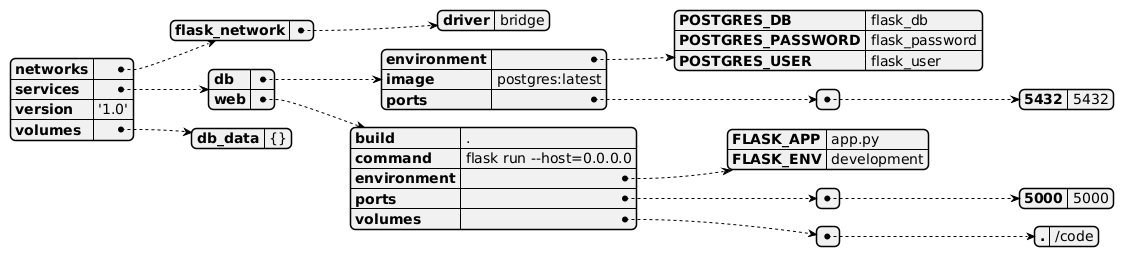 networks
services
version '1.0'
volumes
flask_network
driver bridge
db
web
db_data {}
environment
image postgres:latest
ports
POSTGRES_DB flask_db
POSTGRES_PASSWORD flask_password
POSTGRES_USER flask_user
5432 5432
build .
command flask run --host=0.0.0.0
environment
ports
volumes
FLASK_APP app.py
FLASK_ENV development
5000 5000
. /code